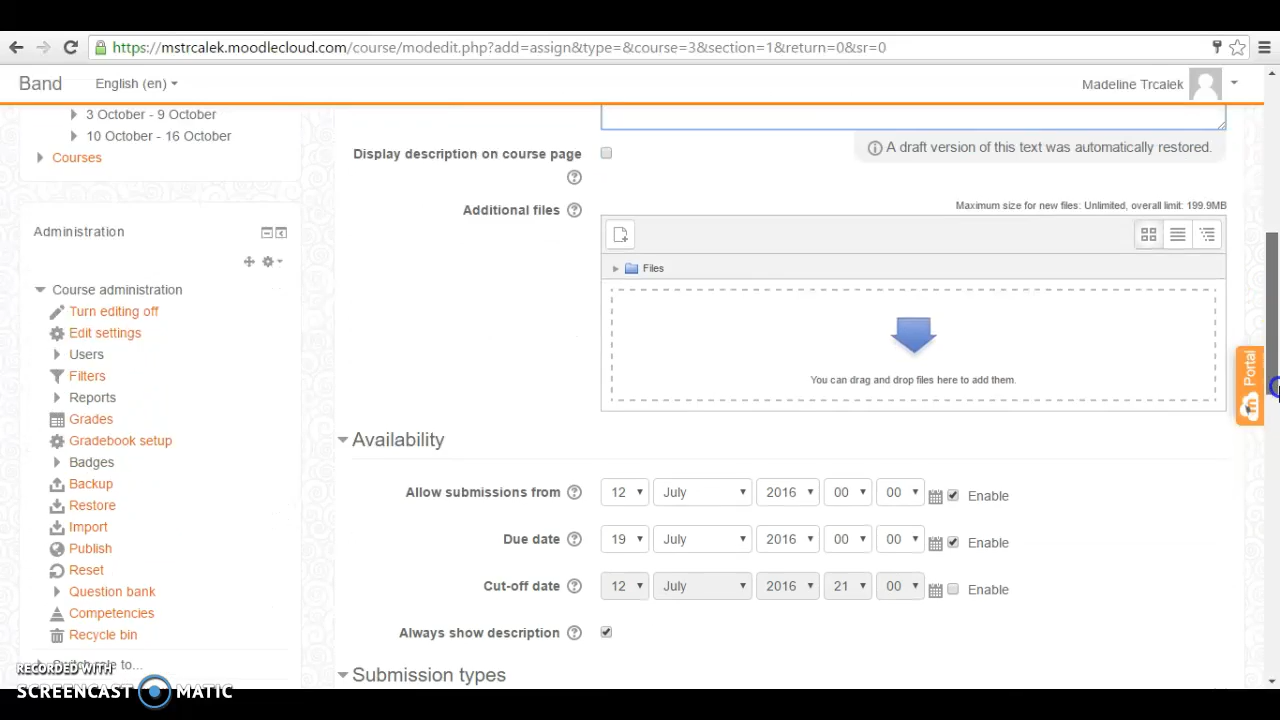 https://mstrcalek.moodlecloud.com/course/modedit.php?add=assign&type=&course=3&section=1&return=0&sr=0
Band English (en) Madeline Trcalek
3 October - 9 October
10 October - 16 October
Courses
Display description on course page
A draft version of this text was automatically restored.
Additional files
Maximum size for new files: Unlimited, overall limit: 199.9MB
Files
You can drag and drop files here to add them.
Administration
Course administration
Turn editing off
Edit settings
Users
Filters
Reports
Grades
Gradebook setup
Badges
Backup
Restore
Import
Publish
Reset
Question bank
Competencies
Recycle bin
Portal
Availability
Allow submissions from 12 July 2016 00 00 Enable
Due date 19 July 2016 00 00 Enable
Cut-off date 12 July 2016 21 00 Enable
Always show description
Submission types
RECORDED WITH
SCREENCAST MATIC